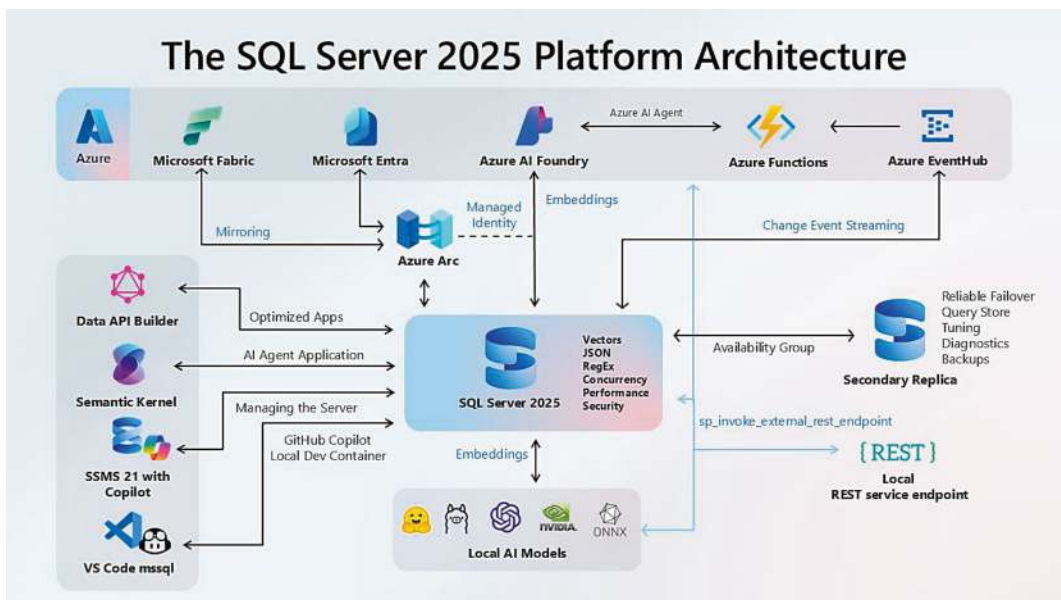 The SQL Server 2025 Platform Architecture
Azure
Microsoft Fabric
Microsoft Entra
Azure AI Foundry
Azure AI Agent
Azure Functions
Azure EventHub
Mirroring
Managed
Identity
Embeddings
Change Event Streaming
Azure Arc
Data API Builder
Optimized Apps
Semantic Kernel
AI Agent Application
SSMS 21 with
Copilot
Managing the Server
VS Code mssql
GitHub Copilot
Local Dev Container
SQL Server 2025
Vectors
JSON
RegEx
Concurrency
Performance
Security
Availability Group
Secondary Replica
Reliable Failover
Query Store
Tuning
Diagnostics
Backups
sp_invoke_external_rest_endpoint
{REST}
Local
REST service endpoint
Embeddings
NVIDIA
ONNX
Local AI Models